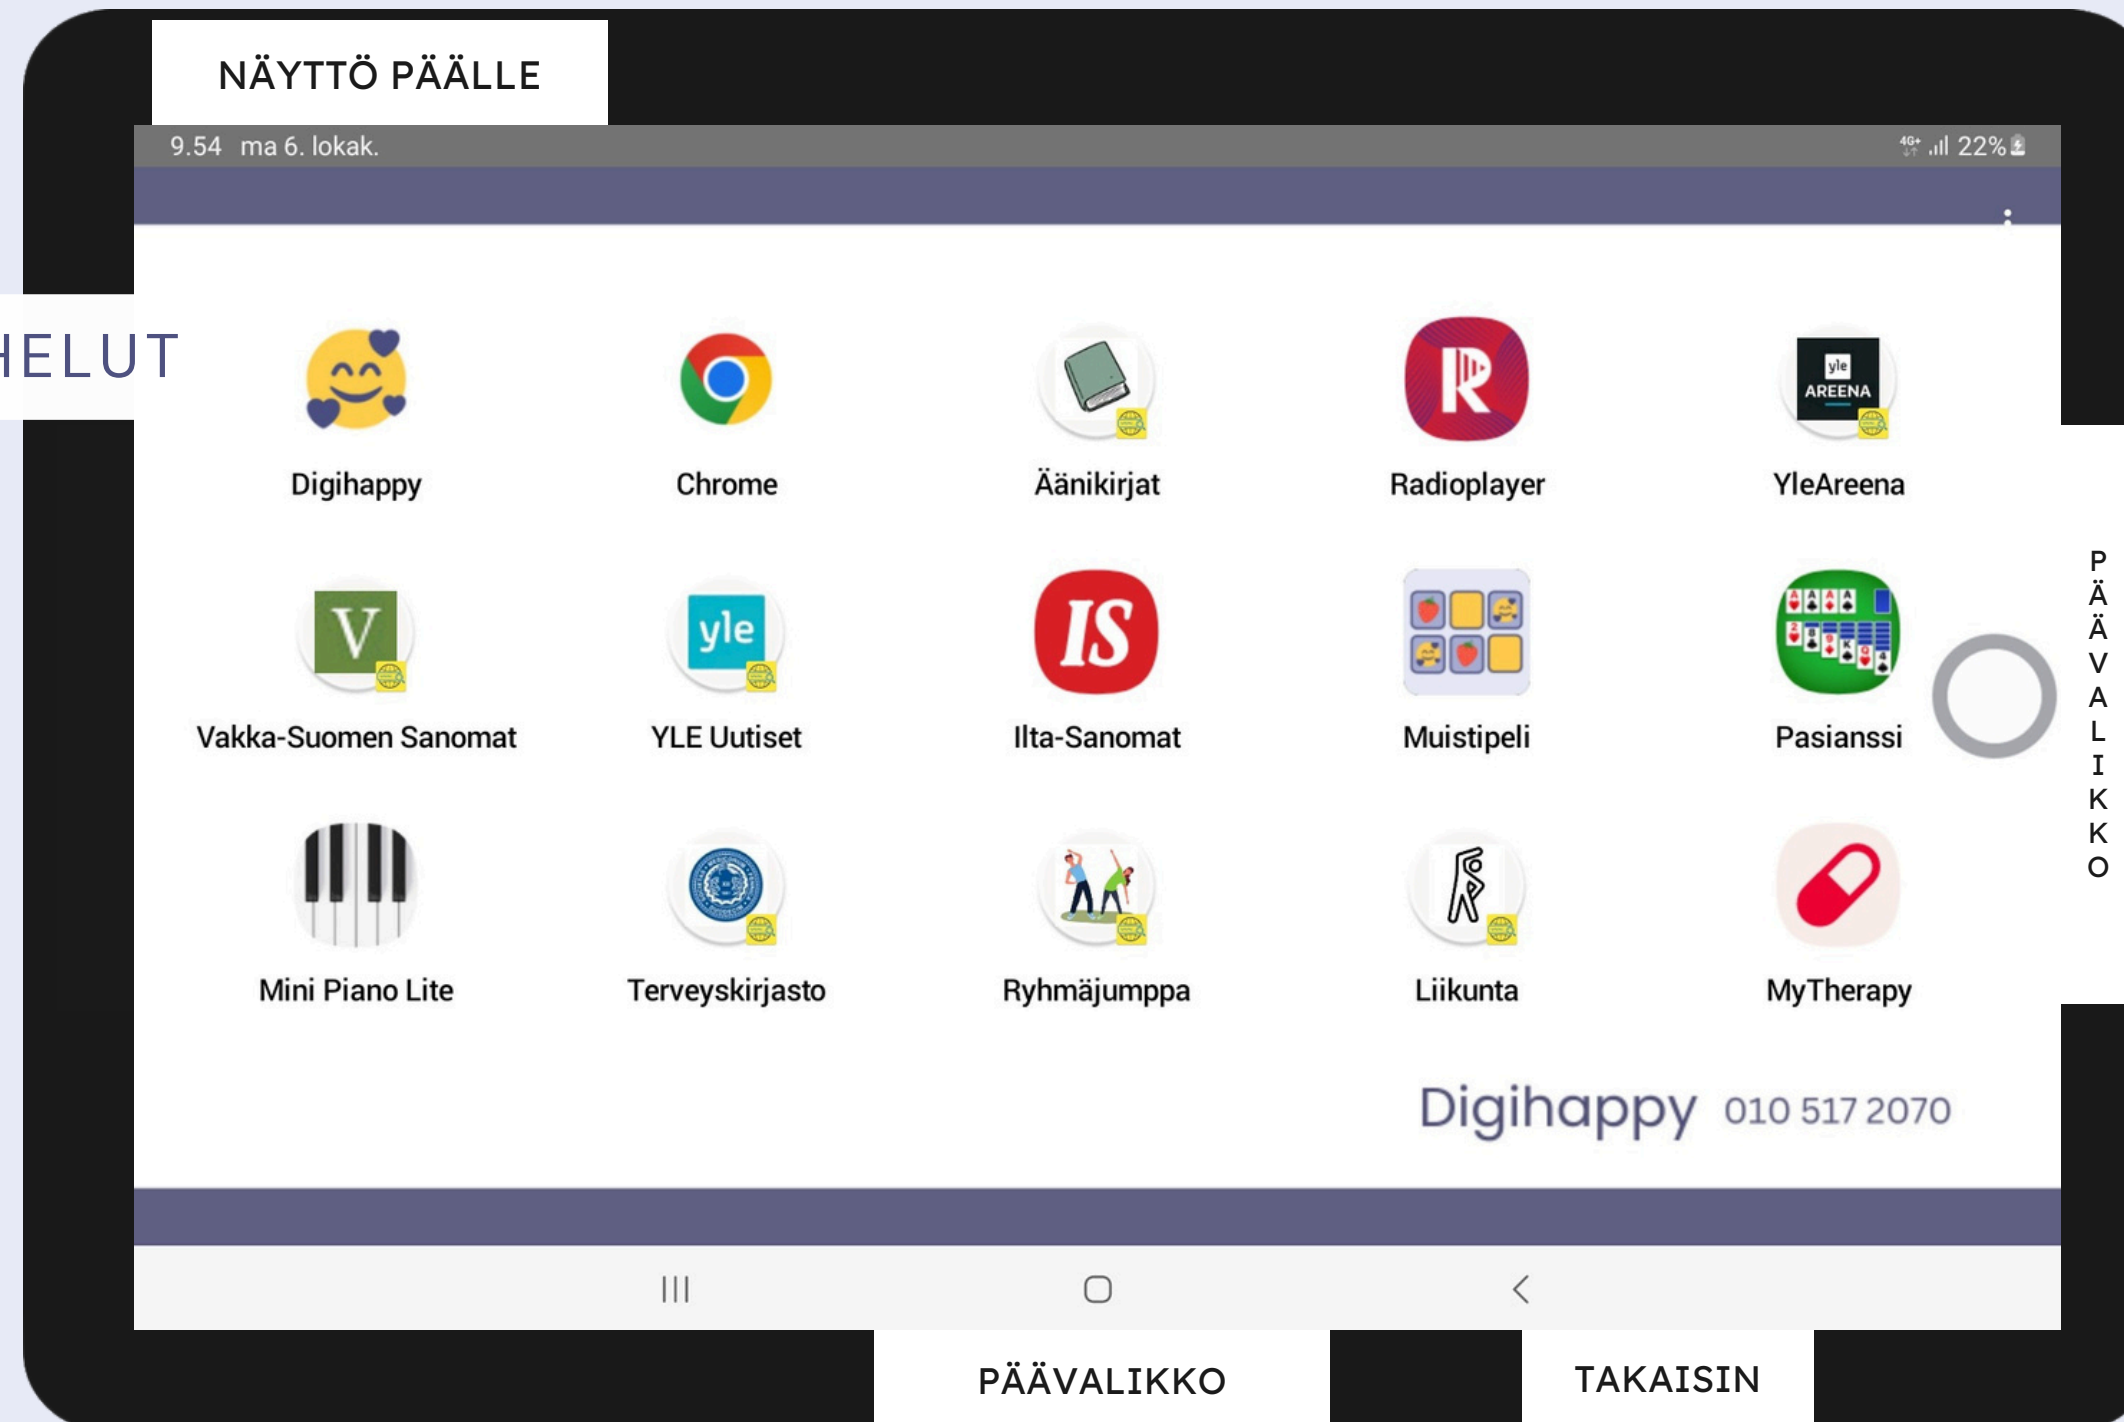 NÄYTTÖ PÄÄLLE
9.54 ma 6. lokak.
4G+ 22%
HELUT
yle
AREENA
Digihappy
Chrome
Äänikirjat
Radioplayer
YleAreena
V
yle
IS
Vakka-Suomen Sanomat
YLE Uutiset
Ilta-Sanomat
Muistipeli
Pasianssi
PÄÄVALIKKO
Mini Piano Lite
Terveyskirjasto
Ryhmäjumppa
Liikunta
MyTherapy
Digihappy 010 517 2070
PÄÄVALIKKO
TAKAISIN